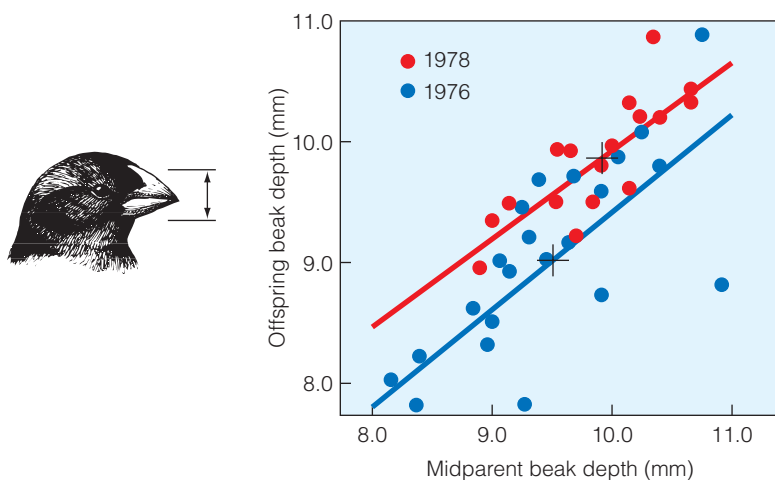 11.0
1978
1976
10.0
9.0
8.0
Offspring beak depth (mm)
8.0 9.0 10.0 11.0
Midparent beak depth (mm)